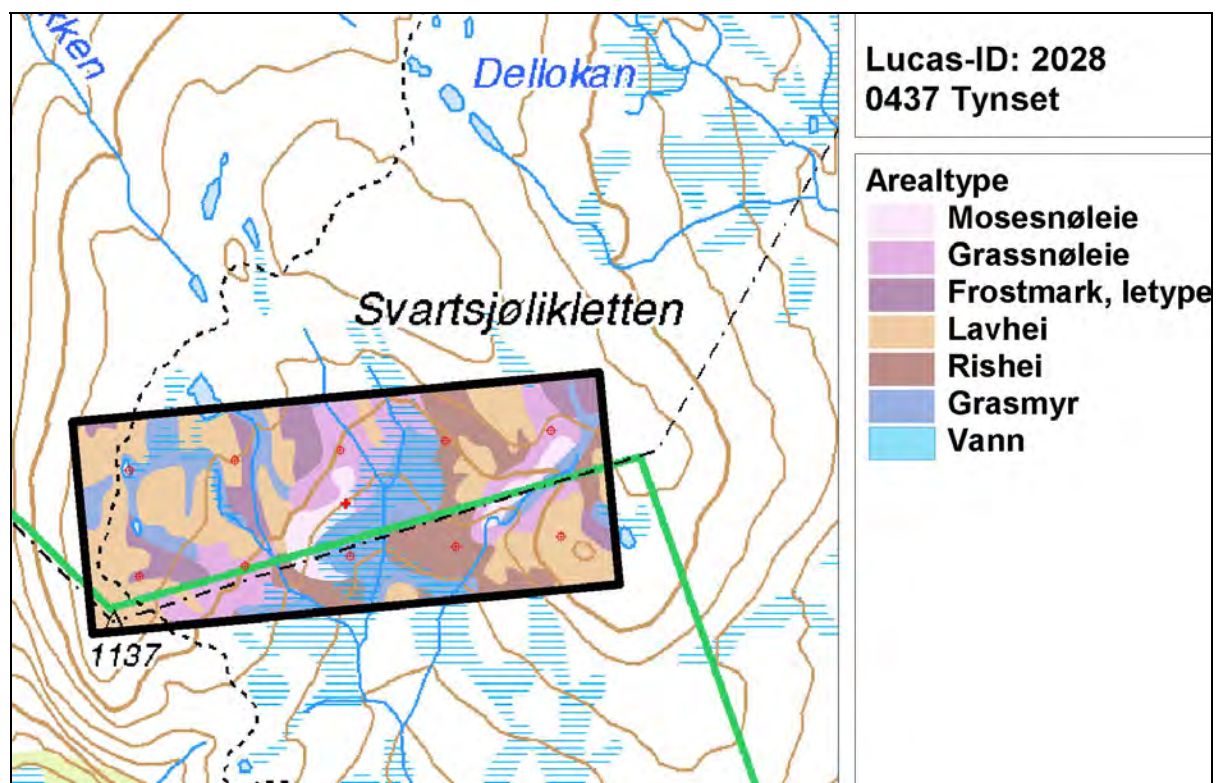 Dellokan
Svartsjølikletten
1137
Lucas-ID: 2028
0437 Tynset
Arealtype
Mosesnøleie
Grassnøleie
Frostmark, letype
Lavhei
Rishei
Grasmyr
Vann